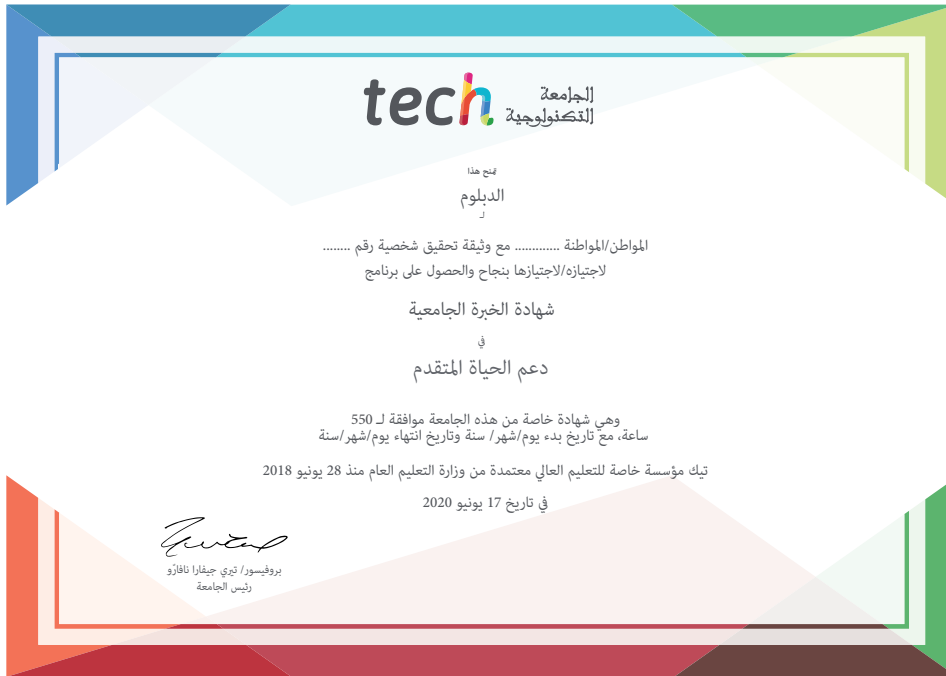 tech الجامعة
التكنولوجية
يمنح هذا
الدبلوم
لـ
المواطن/المواطنة ............ مع وثيقة تحقيق شخصية رقم ........
لاجتيازه/لاجتيازها بنجاح والحصول على برنامج
شهادة الخبرة الجامعية
في
دعم الحياة المتقدم
وهي شهادة خاصة من هذه الجامعة موافقة لـ 550
ساعة، مع تاريخ بدء يوم/شهر/ سنة وتاريخ انتهاء يوم/شهر/سنة
تيك مؤسسة خاصة للتعليم العالي معتمدة من وزارة التعليم العام منذ 28 يونيو 2018
في تاريخ 17 يونيو 2020
بروفيسور/ تيري جيفارا نافارّو
رئيس الجامعة